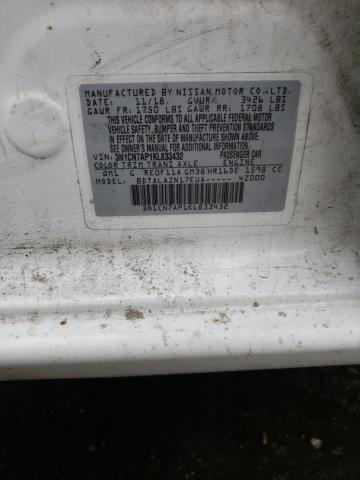 MANUFACTURED BY NISSAN MOTOR CO.,LTD.
DATE: 11/18. GVWR: 3426 LBS
GAWR FR: 1750 LBS GAWR RR: 1708 LBS
THIS VEHICLE CONFORMS TO ALL APPLICABLE
FEDERAL MOTOR VEHICLE
SAFETY, BUMPER AND THEFT PREVENTION STANDARDS
IN EFFECT ON THE DATE OF MANUFACTURE
SHOWN ABOVE.
SEE OWNER'S MANUAL FOR
ADDITIONAL INFORMATION.
VIN: 3N1CN7AP1KL833432 PASSENGER CAR.
COLOR TRIM TRANS AXLE ENGINE
QM1 G RE0F11A GM38 HR16DE 1598 CC
MODEL: BDTALAZN17EUA----- 4Z000
3N1CN7AP1KL833432